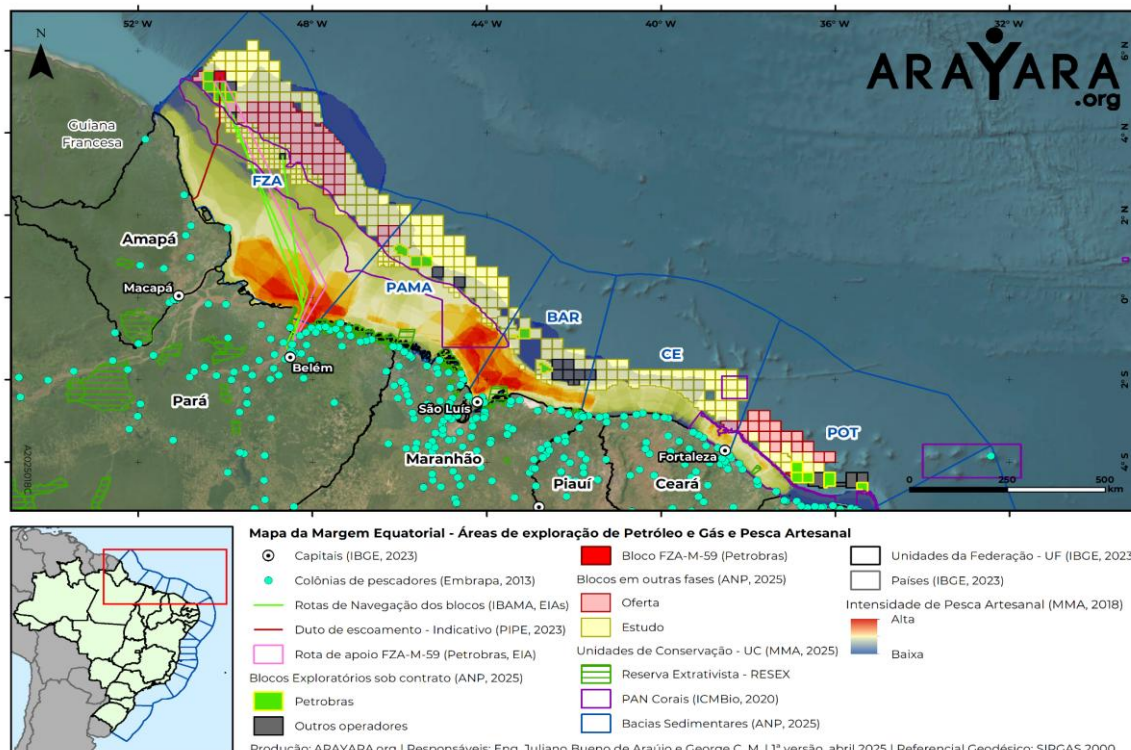 52° W
48° W
44° W
40° W
36° W
32° W
N
ARAYARA
.org
6° N
4° N
2° N
0°
2° S
4° S
Guiana
Francesa
FZA
Amapá
Macapá
PAMA
BAR
CE
POT
Belém
Pará
São Luís
Maranhão
Piauí
Ceará
Fortaleza
A2025018C
0 250 500
km
Mapa da Margem Equatorial - Áreas de exploração de Petróleo e Gás e Pesca Artesanal
Capitais (IBGE, 2023)
Colônias de pescadores (Embrapa, 2013)
Rotas de Navegação dos blocos (IBAMA, EIAs)
Duto de escoamento - Indicativo (PIPE, 2023)
Rota de apoio FZA-M-59 (Petrobras, EIA)
Blocos Exploratórios sob contrato (ANP, 2025)
Petrobras
Outros operadores
Bloco FZA-M-59 (Petrobras)
Blocos em outras fases (ANP, 2025)
Oferta
Estudo
Unidades de Conservação - UC (MMA, 2025)
Reserva Extrativista - RESEX
PAN Corais (ICMBio, 2020)
Bacias Sedimentares (ANP, 2025)
Unidades da Federação - UF (IBGE, 2023
Países (IBGE, 2023)
Intensidade de Pesca Artesanal (MMA, 2018)
Alta
Baixa
Produção: ARAYARA.org | Responsáveis: Eng. Juliano Bueno de Araújo e George C. M. | 1ª versão, abril 2025 | Referencial Geodésico: SIRGAS 2000